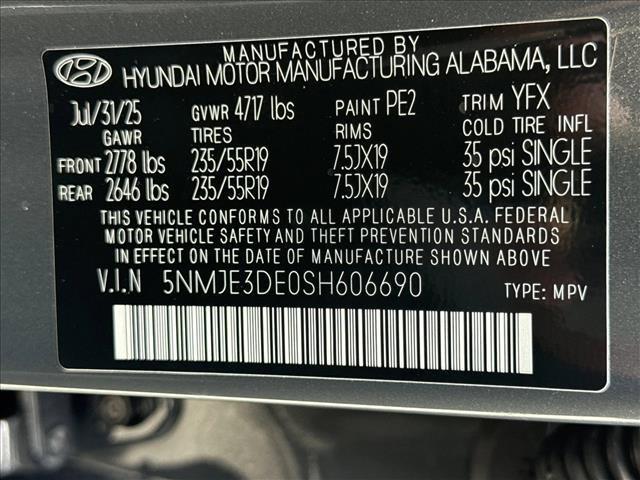 MANUFACTURED BY
HYUNDAI MOTOR MANUFACTURING ALABAMA, LLC
Jul/31/25 GVWR 4717 lbs PAINT PE2 TRIM YFX
GAWR TIRES RIMS COLD TIRE INFL
FRONT 2778 lbs 235/55R19 7.5JX19 35 psi SINGLE
REAR 2646 lbs 235/55R19 7.5JX19 35 psi SINGLE
THIS VEHICLE CONFORMS TO ALL APPLICABLE U.S.A. FEDERAL
MOTOR VEHICLE SAFETY AND THEFT PREVENTION STANDARDS
IN EFFECT ON THE DATE OF MANUFACTURE SHOWN ABOVE.
V.I.N 5NMJE3DE0SH606690 TYPE: MPV